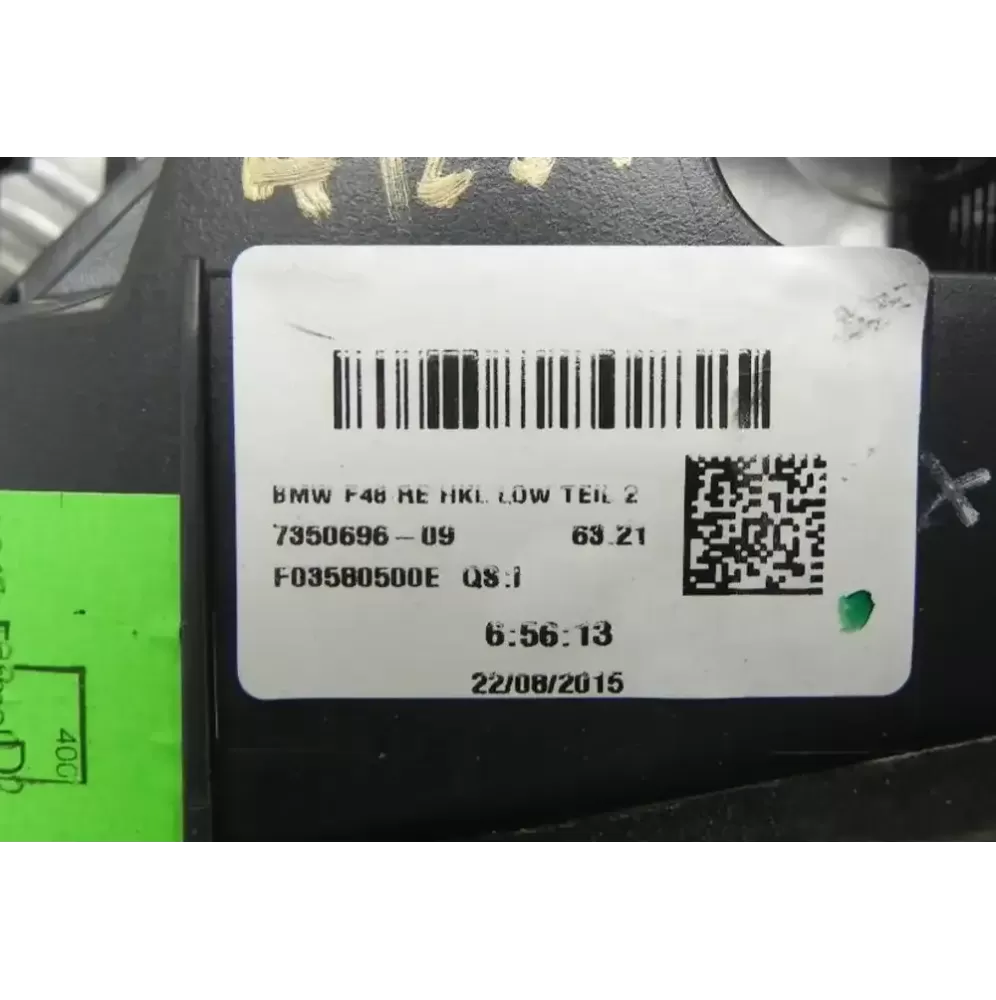 BMW F48 RE HKL LOW TEIL 2
7350696-09 63.21
F03580500E QS:1
6:56:13
22/08/2015
400